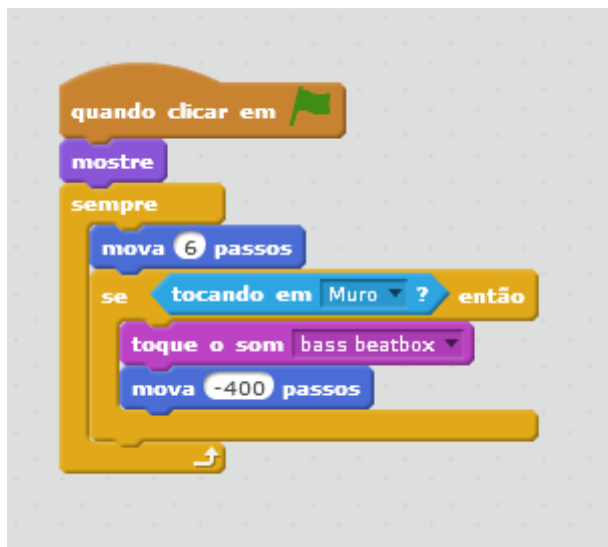 quando clicar em
mostre
sempre
mova 6 passos
se tocando em Muro ? então
toque o som bass beatbox
mova -400 passos